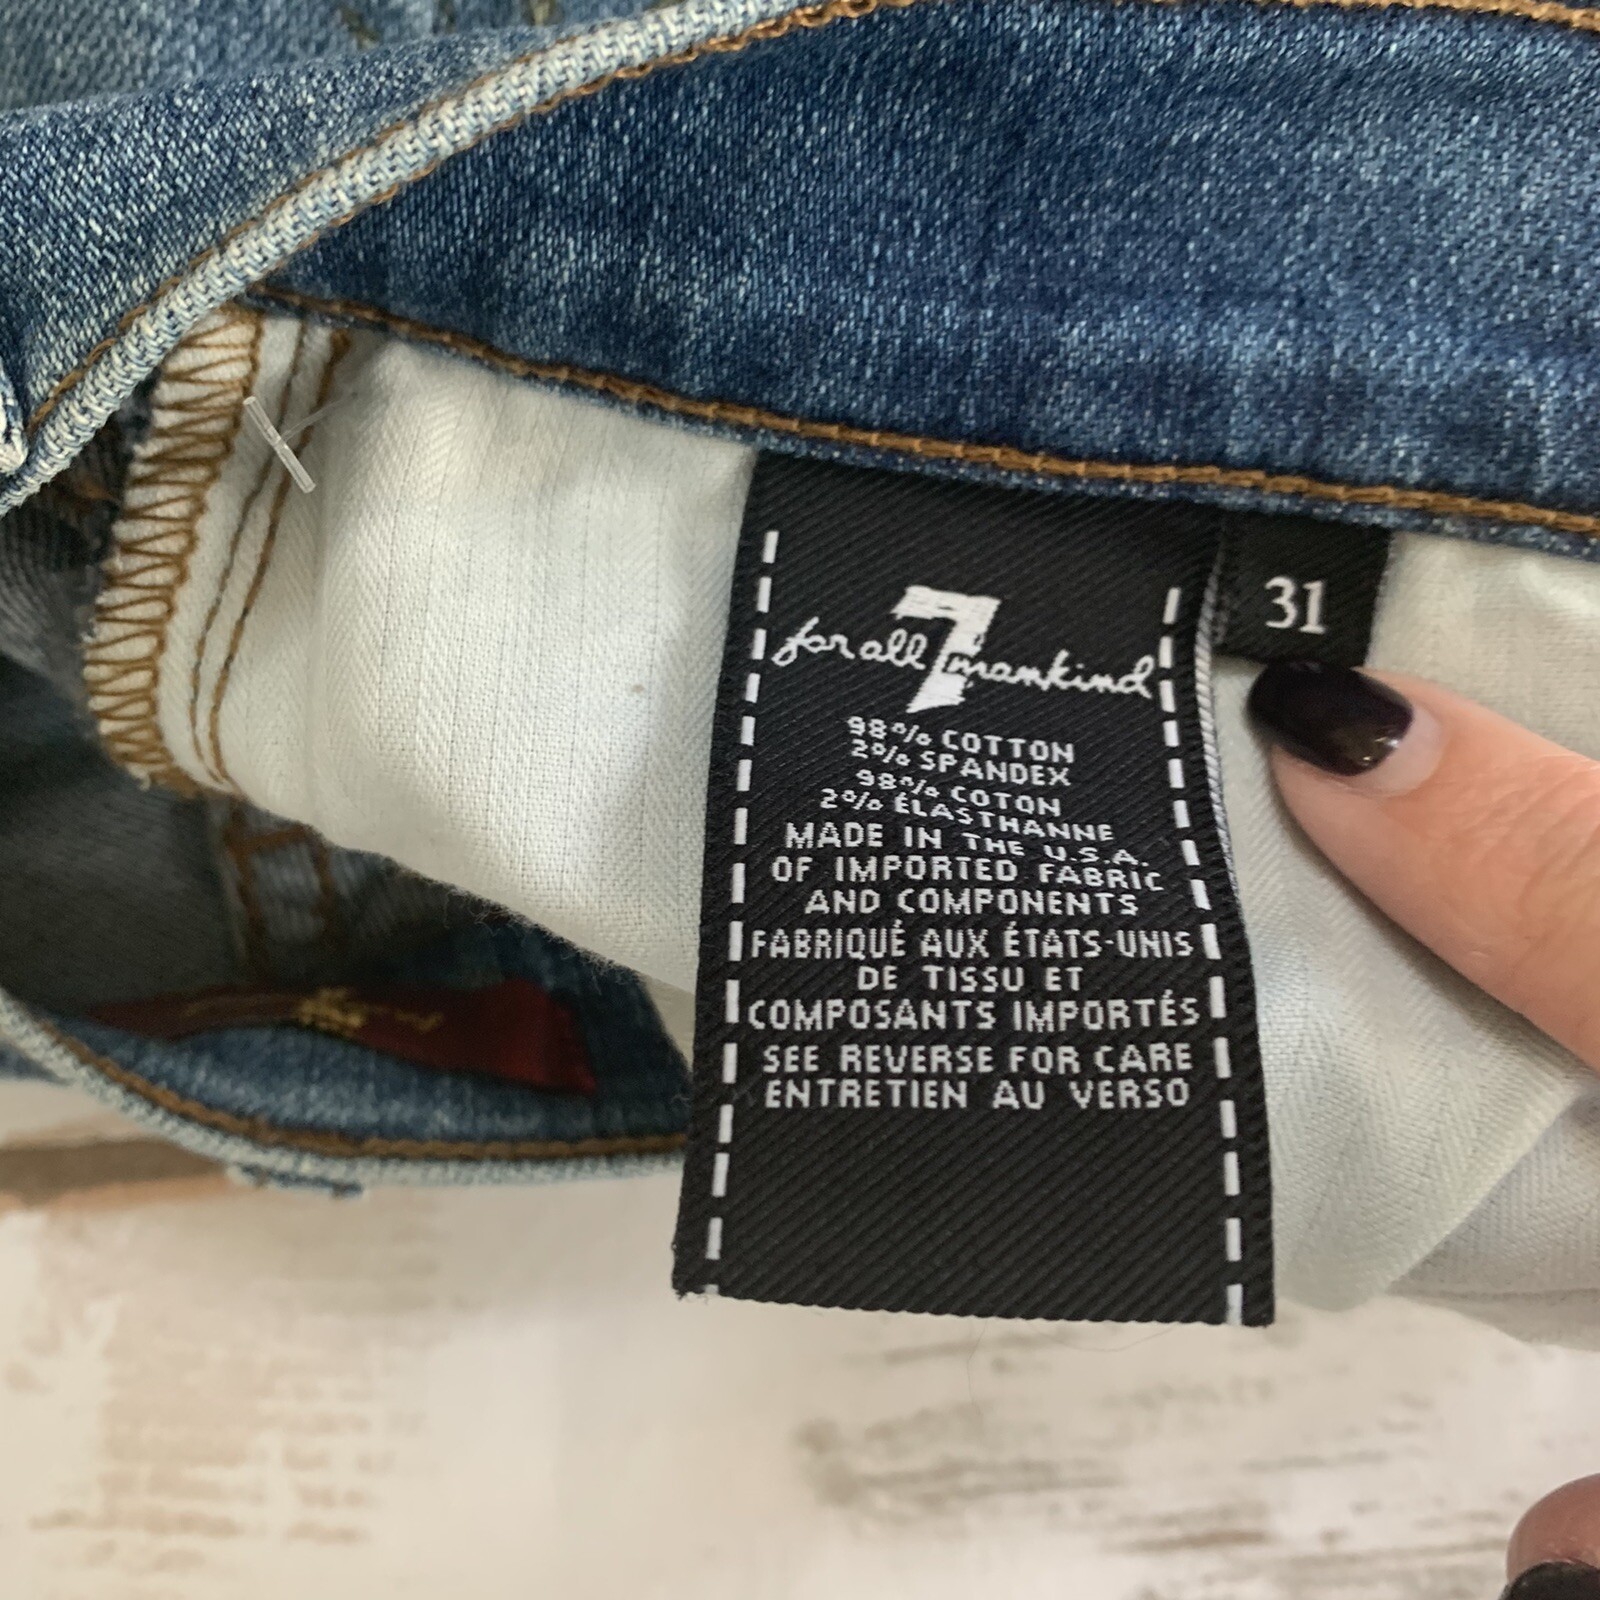 7
for all mankind
31
98% COTTON
2% SPANDEX
98% COTON
2% ÉLASTHANNE
MADE IN THE U.S.A.
OF IMPORTED FABRIC
AND COMPONENTS
FABRIQUÉ AUX ÉTATS-UNIS
DE TISSU ET
COMPOSANTS IMPORTÉS
SEE REVERSE FOR CARE
ENTRETIEN AU VERSO